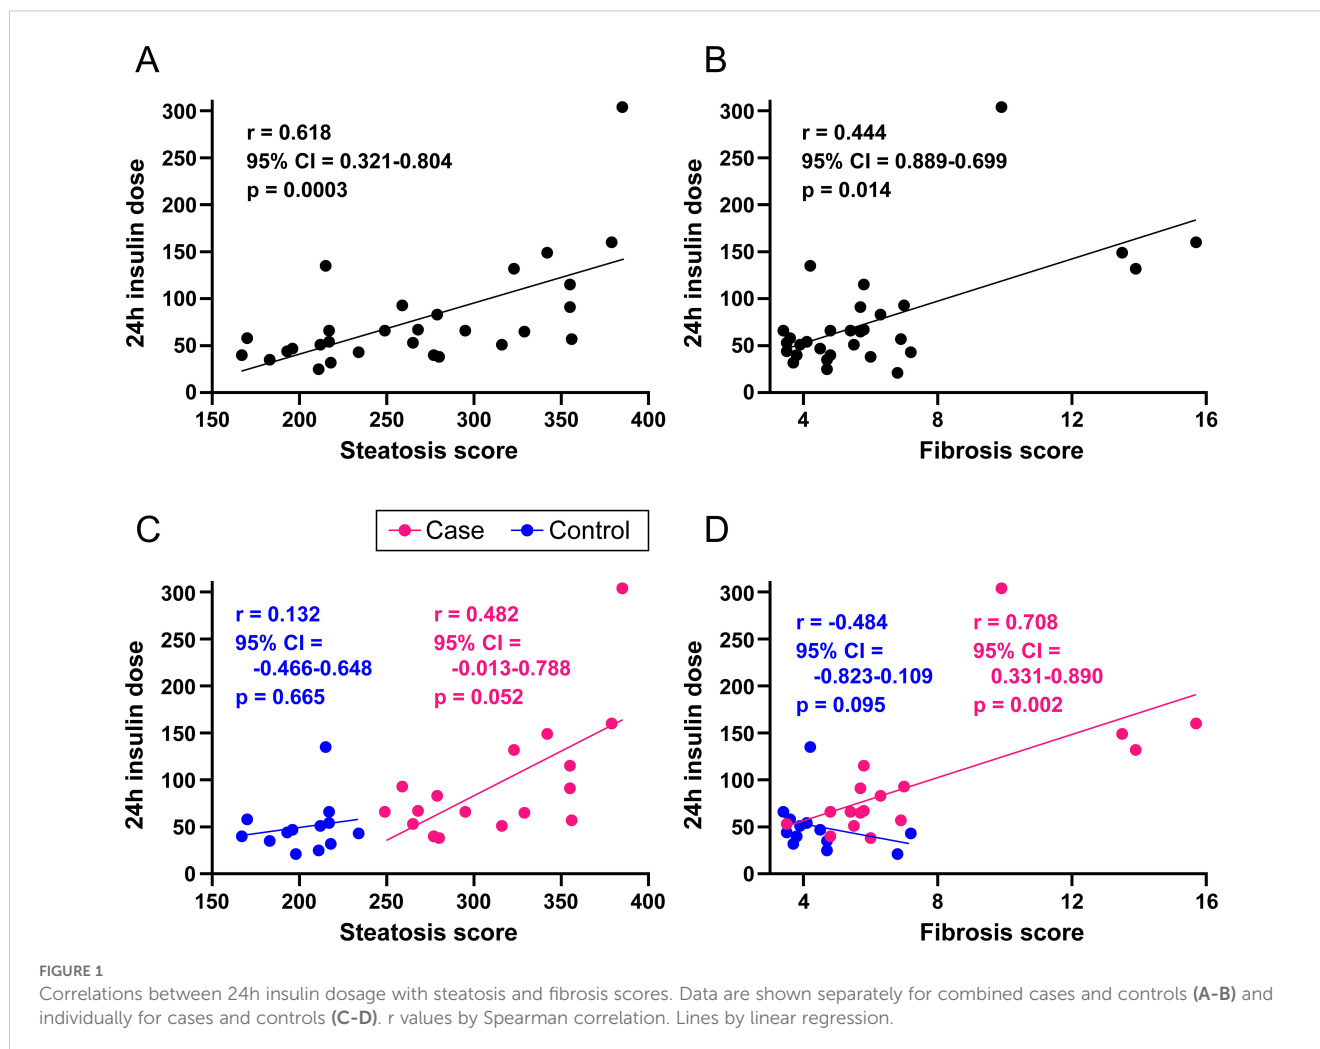 A
24h insulin dose
300
250
200
150
100
50
0
r = 0.618
95% CI = 0.321-0.804
p = 0.0003
150 200 250 300 350 400
Steatosis score
B
24h insulin dose
300
250
200
150
100
50
0
r = 0.444
95% CI = 0.889-0.699
p = 0.014
4 8 12 16
Fibrosis score
Case Control
C
24h insulin dose
300
250
200
150
100
50
0
r = 0.132
95% CI =
-0.466-0.648
p = 0.665
r = 0.482
95% CI =
-0.013-0.788
p = 0.052
150 200 250 300 350 400
Steatosis score
D
24h insulin dose
300
250
200
150
100
50
0
r = -0.484
95% CI =
-0.823-0.109
p = 0.095
r = 0.708
95% CI =
0.331-0.890
p = 0.002
4 8 12 16
Fibrosis score
FIGURE 1
Correlations between 24h insulin dosage with steatosis and fibrosis scores. Data are shown separately for combined cases and controls (A-B) and
individually for cases and controls (C-D). r values by Spearman correlation. Lines by linear regression.